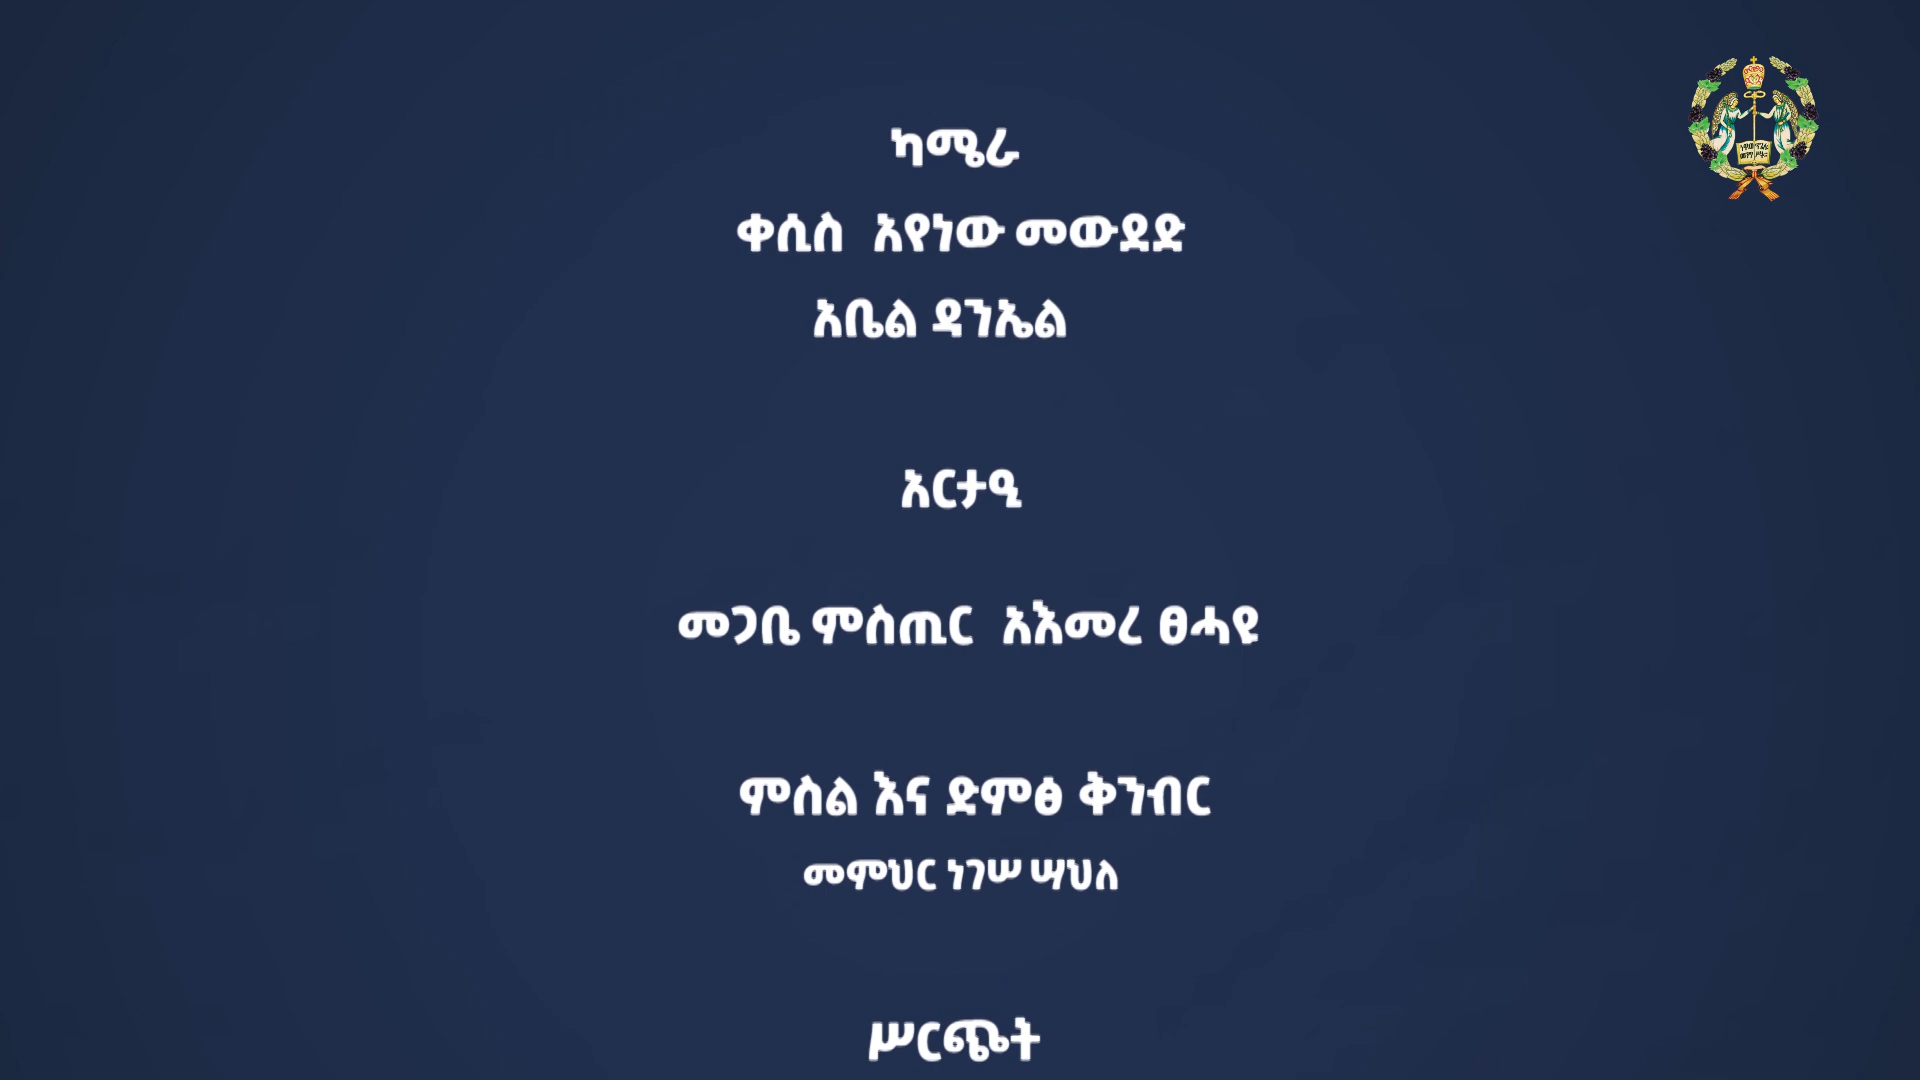 ካሜራ
ቀሲስ አየነው መውደድ
አቤል ዳንኤል
አርታዒ
መጋቤ ምስጢር አእመረ ፀሓዩ
ምስል እና ድምፅ ቅንብር
መምህር ነገሠ ሣህለ
ሥርጭት